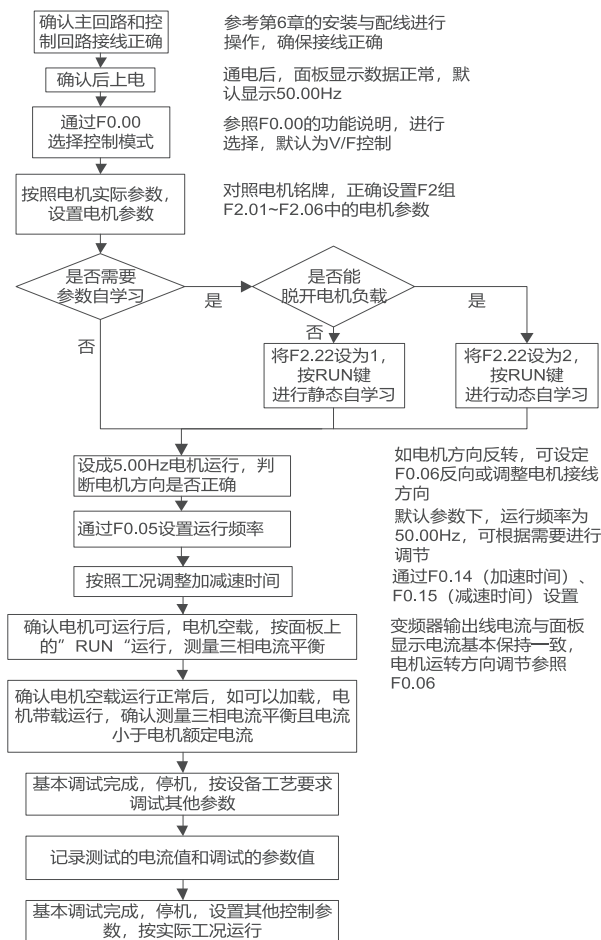 确认主回路和控
制回路接线正确
参考第6章的安装与配线进行
操作，确保接线正确
确认后上电
通电后，面板显示数据正常，默
认显示50.00Hz
通过F0.00
选择控制模式
参照F0.00的功能说明，进行
选择，默认为V/F控制
按照电机实际参数，
设置电机参数
对照电机铭牌，正确设置F2组
F2.01~F2.06中的电机参数
是否需要
参数自学习
是
是否能
脱开电机负载
是
否
否
将F2.22设为1，
按RUN键
进行静态自学习
将F2.22设为2，
按RUN键
进行动态自学习
设成5.00Hz电机运行，判
断电机方向是否正确
如电机方向反转，可设定
F0.06反向或调整电机接线
方向
通过F0.05设置运行频率
默认参数下，运行频率为
50.00Hz，可根据需要进行
调节
按照工况调整加减速时间
通过F0.14（加速时间）、
F0.15（减速时间）设置
确认电机可运行后，电机空载，按面板上
的”RUN“运行，测量三相电流平衡
变频器输出线电流与面板
显示电流基本保持一致，
电机运转方向调节参照
F0.06
确认电机空载运行正常后，如可以加载，电
机带载运行，确认测量三相电流平衡且电流
小于电机额定电流
基本调试完成，停机，按设备工艺要求
调试其他参数
记录测试的电流值和调试的参数值
基本调试完成，停机，设置其他控制参
数，按实际工况运行